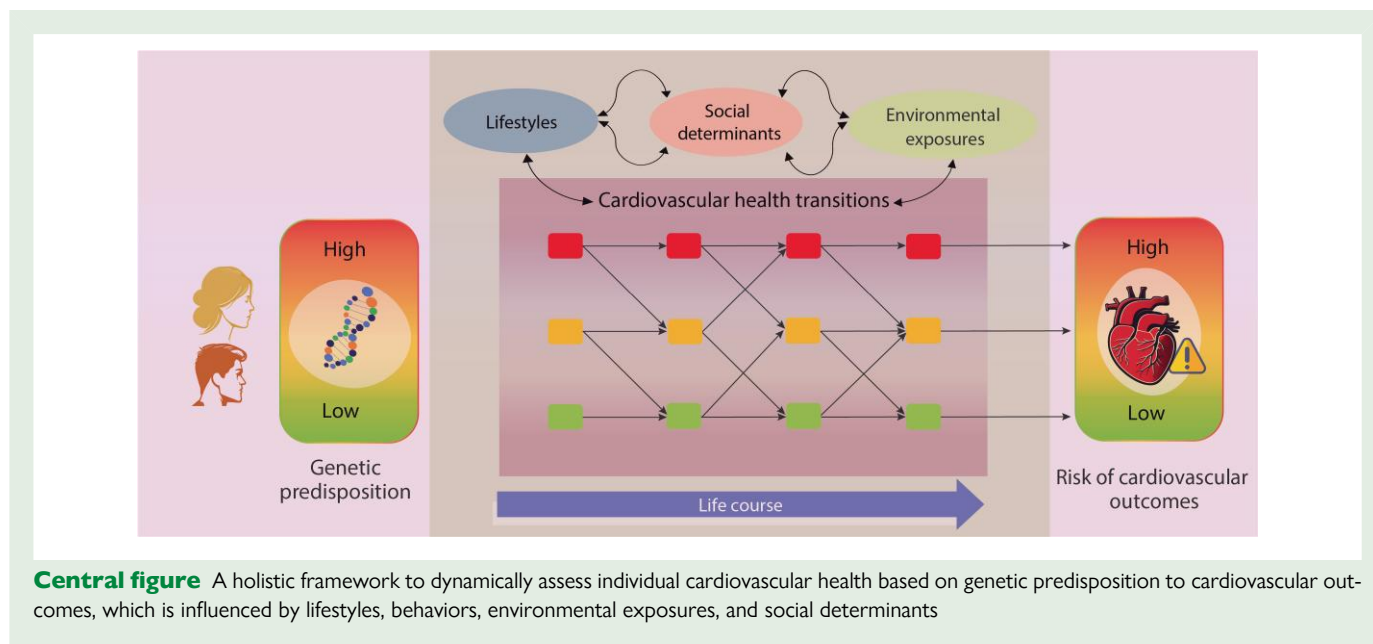 Lifestyles
Social
determinants
Environmental
exposures
Cardiovascular health transitions
High
Low
Genetic
predisposition
High
Low
Risk of cardiovascular
outcomes
Life course
Central figure A holistic framework to dynamically assess individual cardiovascular health based on genetic predisposition to cardiovascular out-
comes, which is influenced by lifestyles, behaviors, environmental exposures, and social determinants